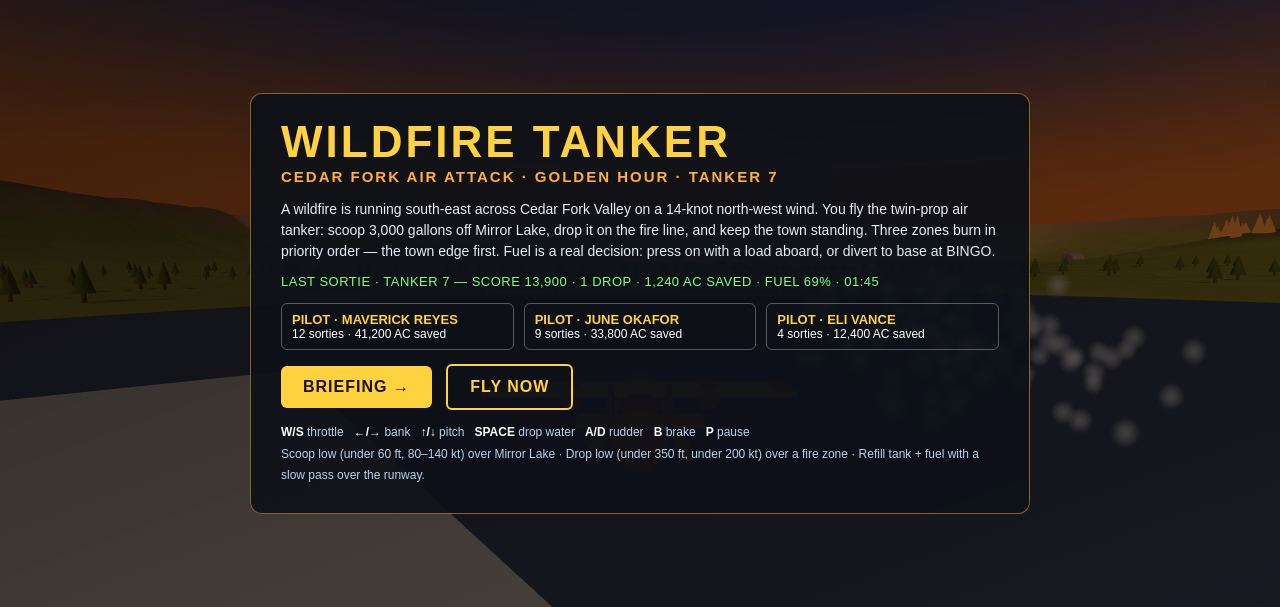 WILDFIRE TANKER
CEDAR FORK AIR ATTACK · GOLDEN HOUR · TANKER 7
A wildfire is running south-east across Cedar Fork Valley on a 14-knot north-west wind. You fly the twin-prop air
tanker: scoop 3,000 gallons off Mirror Lake, drop it on the fire line, and keep the town standing. Three zones burn in
priority order — the town edge first. Fuel is a real decision: press on with a load aboard, or divert to base at BINGO.
LAST SORTIE · TANKER 7 — SCORE 13,900 · 1 DROP · 1,240 AC SAVED · FUEL 69% · 01:45
PILOT · MAVERICK REYES
12 sorties · 41,200 AC saved
PILOT · JUNE OKAFOR
9 sorties · 33,800 AC saved
PILOT · ELI VANCE
4 sorties · 12,400 AC saved
BRIEFING →
FLY NOW
W/S throttle ←/→ bank ↑/↓ pitch SPACE drop water A/D rudder B brake P pause
Scoop low (under 60 ft, 80–140 kt) over Mirror Lake · Drop low (under 350 ft, under 200 kt) over a fire zone · Refill tank + fuel with a
slow pass over the runway.